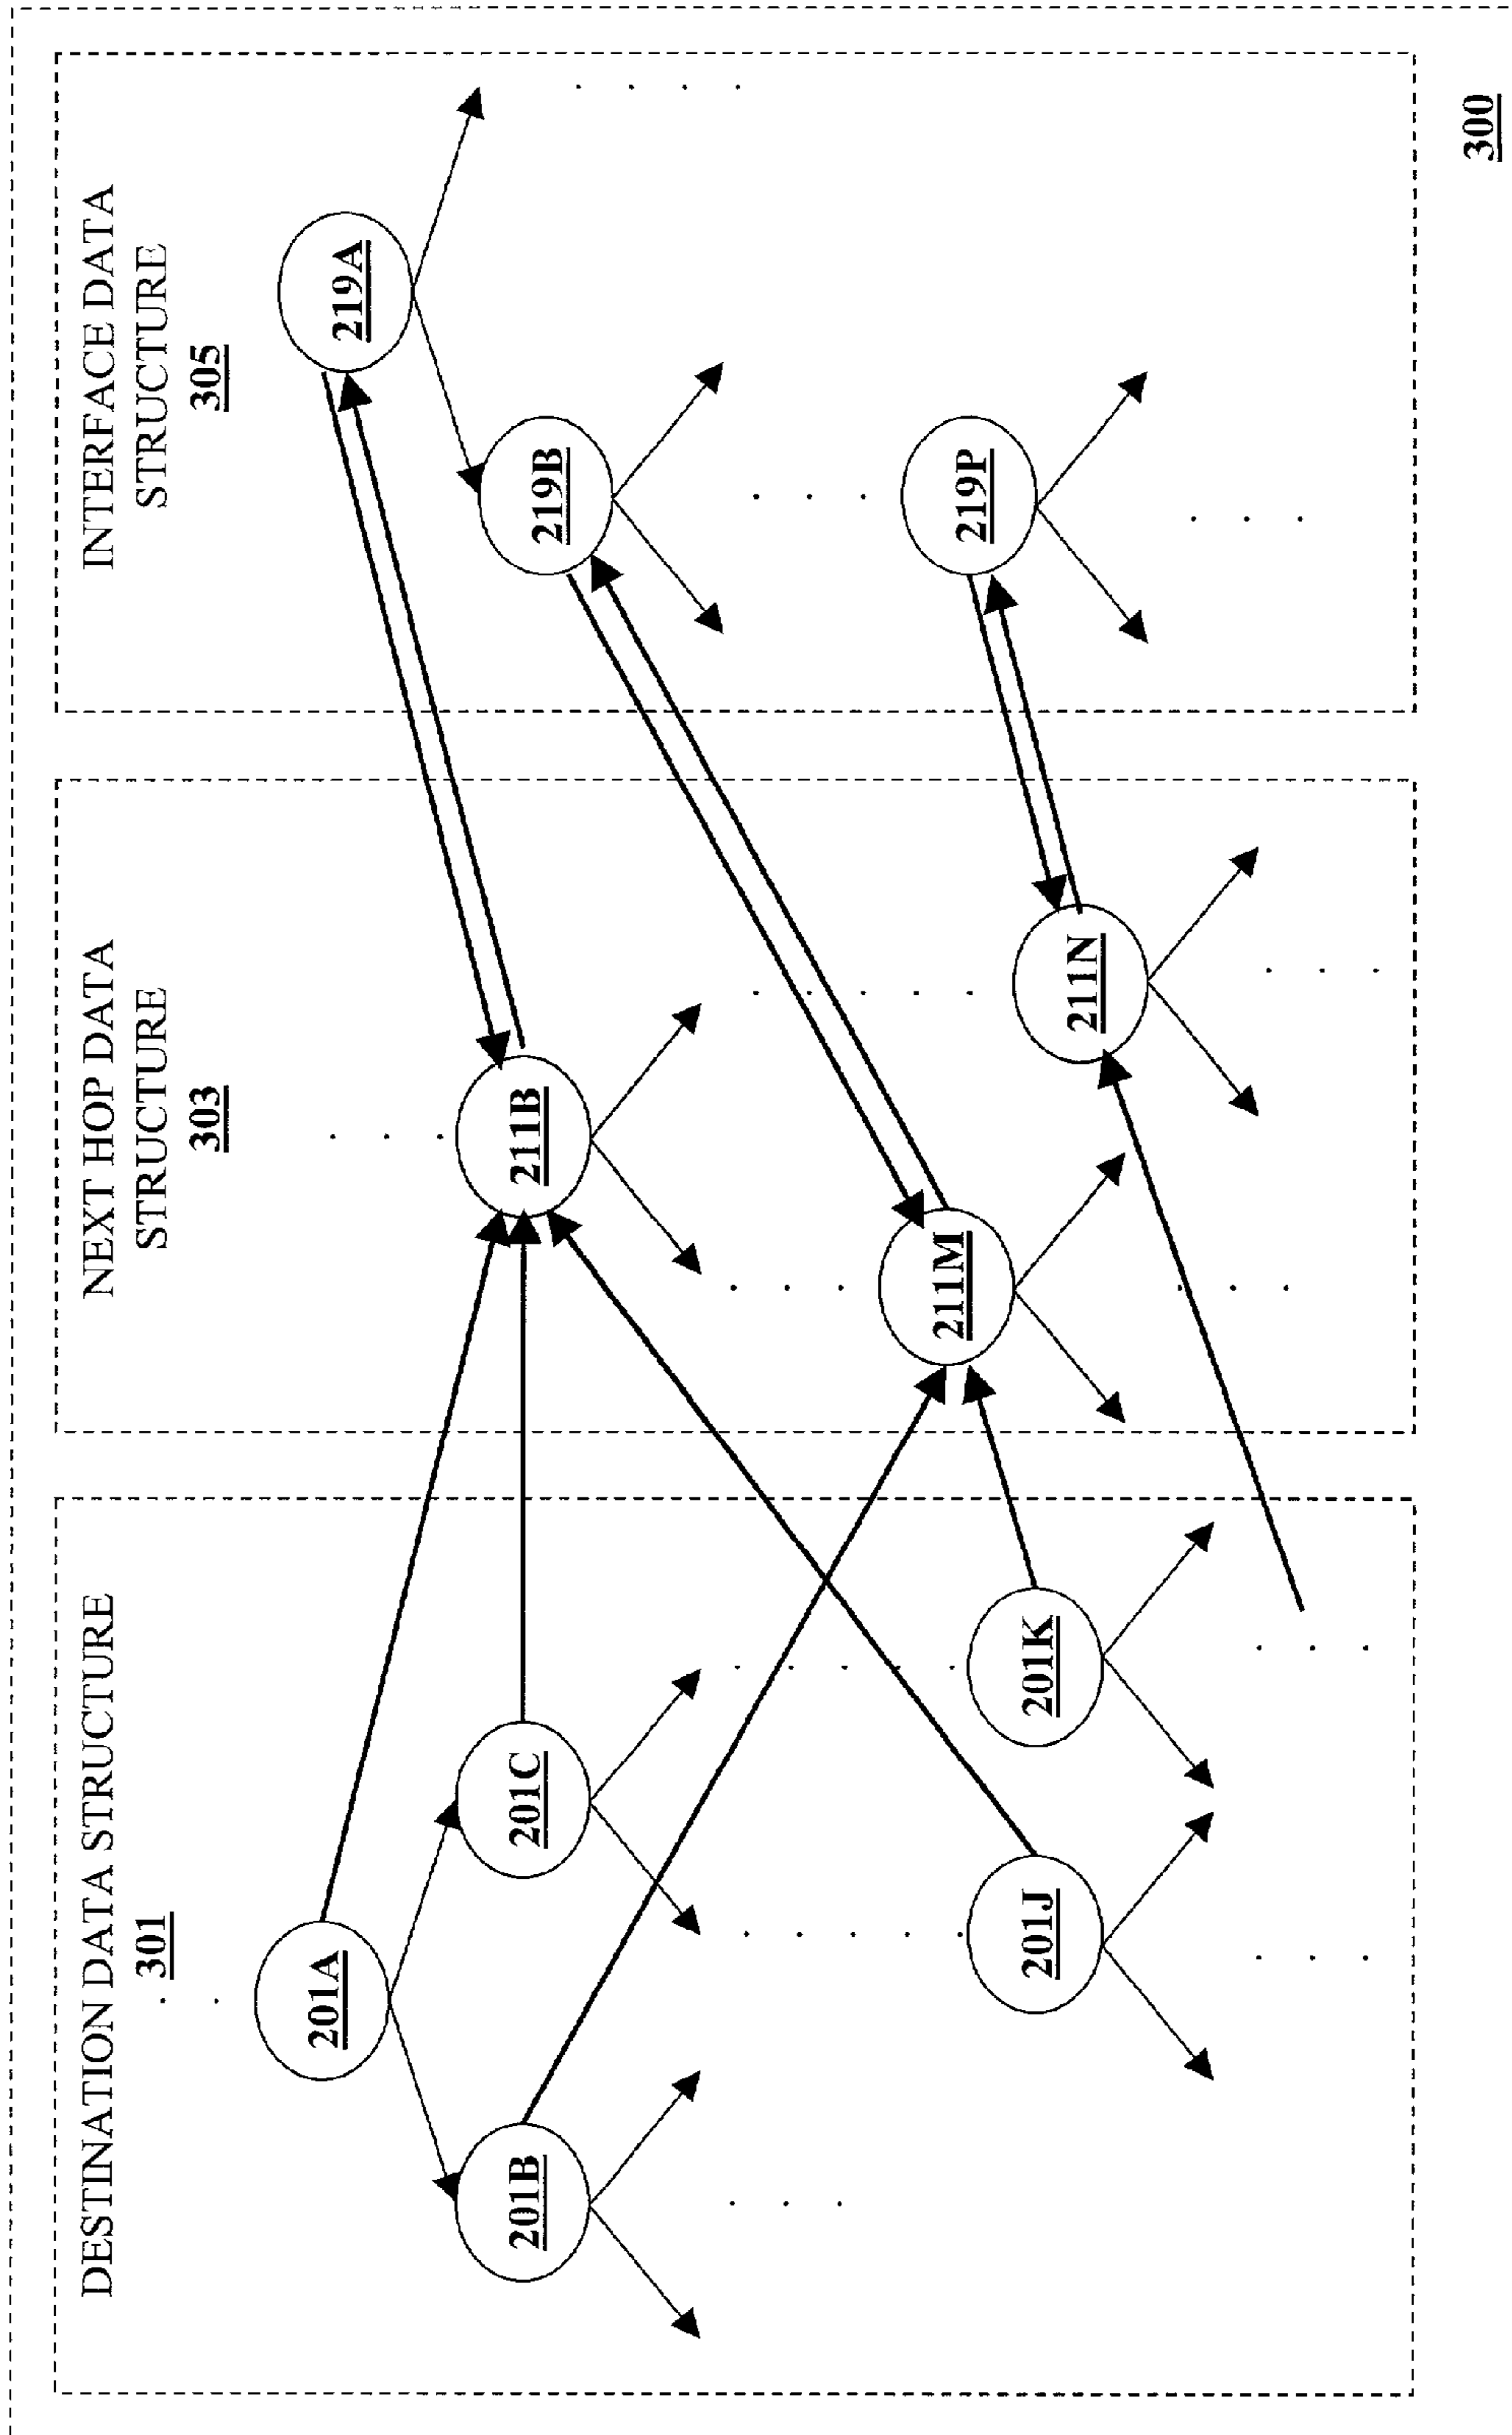 DESTINATION DATA STRUCTURE
301
201A
201B
201C
201J
201K
NEXT HOP DATA
STRUCTURE
303
211B
211M
211N
INTERFACE DATA
STRUCTURE
305
219A
219B
219P
300